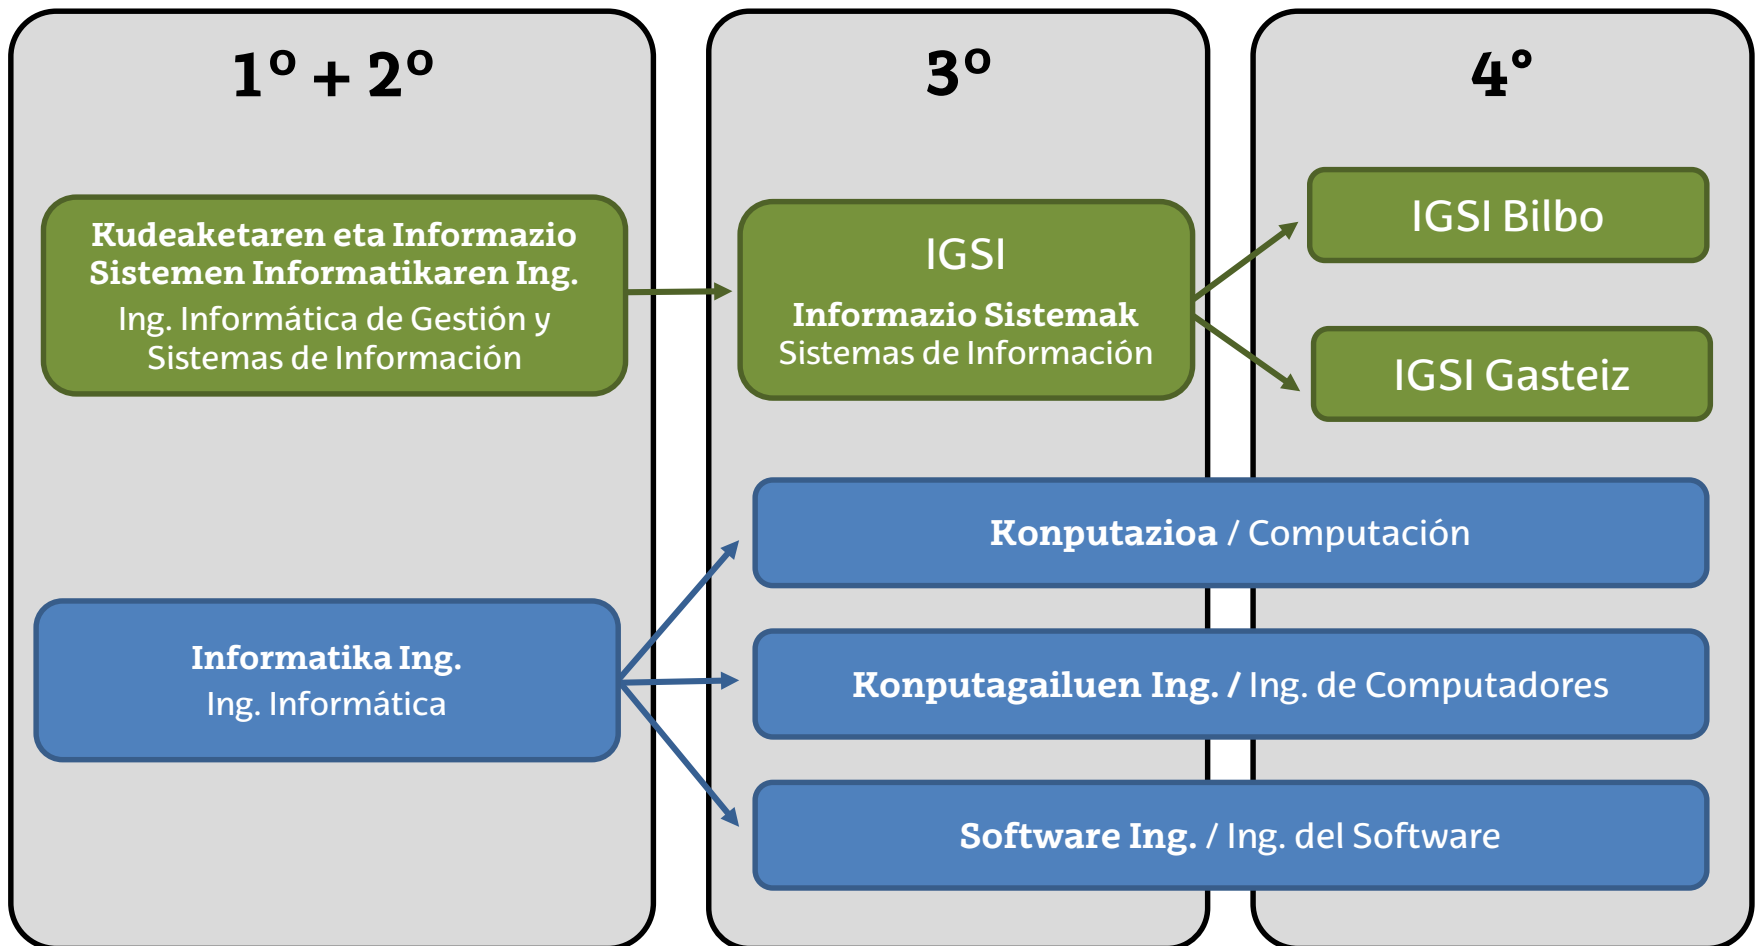 1º + 2º
Kudeaketaren eta Informazio
Sistemen Informatikaren Ing.
Ing. Informática de Gestión y
Sistemas de Información
Informatika Ing.
Ing. Informática
3º
IGSI
Informazio Sistemak
Sistemas de Información
4°
IGSI Bilbo
IGSI Gasteiz
Konputazioa / Computación
Konputagailuen Ing. / Ing. de Computadores
Software Ing. / Ing. del Software